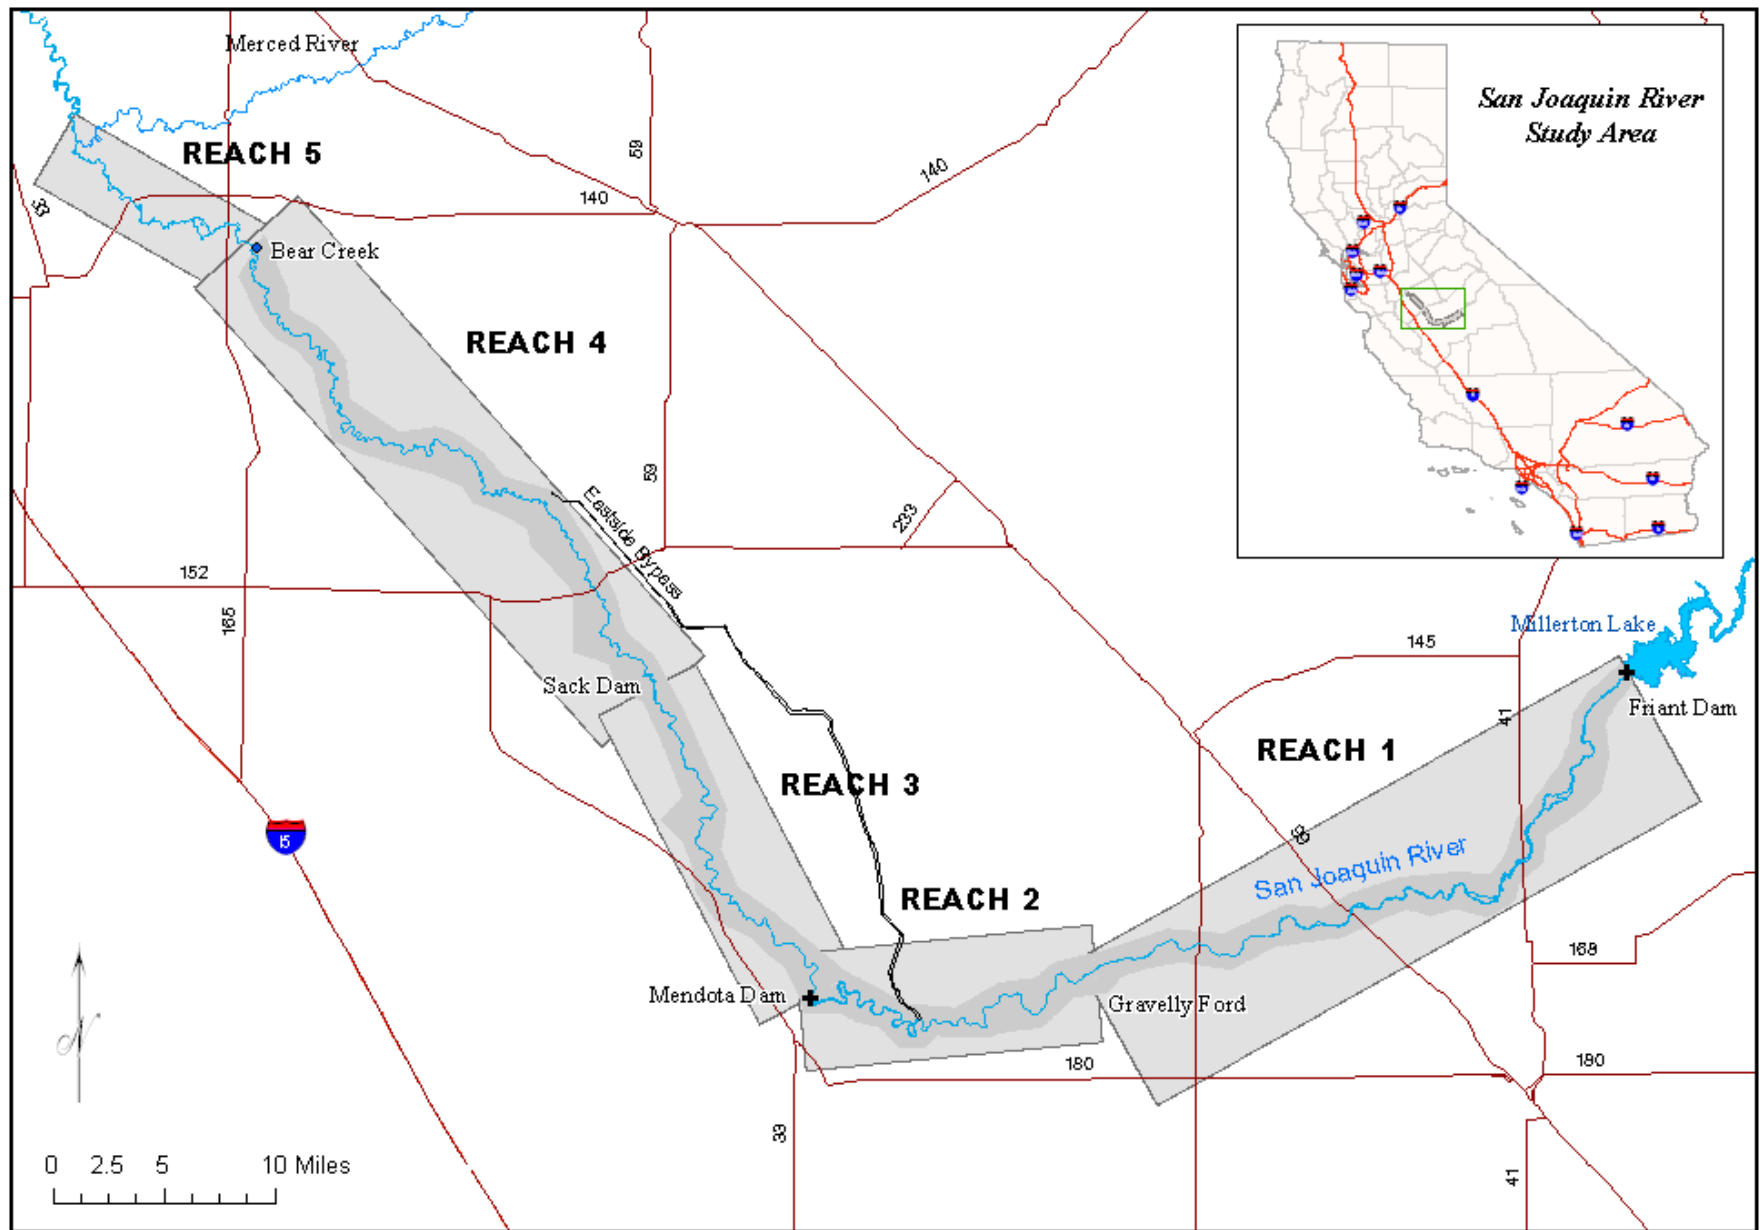 Merced River
San Joaquin River
Study Area
REACH 5
59
140
140
33
Bear Creek
REACH 4
59
233
Eastside Bypass
152
165
Millerton Lake
145
Sack Dam
41
Friant Dam
REACH 1
REACH 3
15
San Joaquin River
REACH 2
168
Mendota Dam
Gravelly Ford
180
180
33
41
N
0 2.5 5 10 Miles